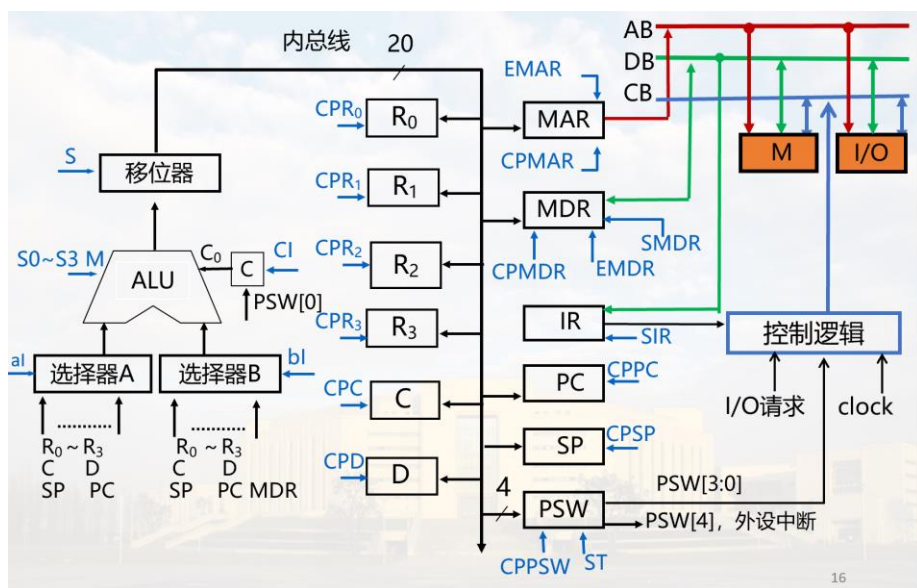 内总线 20
AB
DB
CB
EMAR
CPR0
R0
MAR
M
I/O
S
移位器
CPMAR
CPR1
R1
MDR
SMDR
C0
CI
S0~S3 M
ALU
C
CPR2
R2
CPMDR
EMDR
PSW[0]
CPR3
R3
IR
控制逻辑
SIR
aI
选择器A
选择器B
bI
CPC
C
PC
CPPC
I/O请求
clock
R0 ~ R3
C D
SP PC
R0 ~ R3
C D
SP PC MDR
SP
CPSP
CPD
D
4
PSW
PSW[3:0]
PSW[4]，外设中断
CPPSW
ST
16